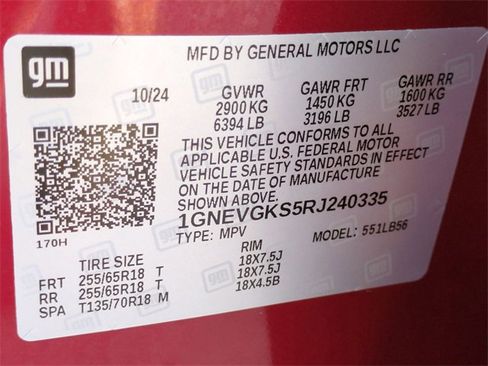 gm
MFD BY GENERAL MOTORS LLC
10/24 GVWR GAWR FRT GAWR RR
2900 KG 1450 KG 1600 KG
6394 LB 3196 LB 3527 LB
THIS VEHICLE CONFORMS TO ALL
APPLICABLE U.S. FEDERAL MOTOR
VEHICLE SAFETY STANDARDS IN EFFECT
ON THE DATE OF MANUFACTURE
SHOWN ABOVE.
1GNEVGKS5RJ240335
170H TYPE: MPV MODEL: 551LB56
TIRE SIZE RIM
FRT 255/65R18 T 18X7.5J
RR 255/65R18 T 18X7.5J
SPA T135/70R18 M 18X4.5B